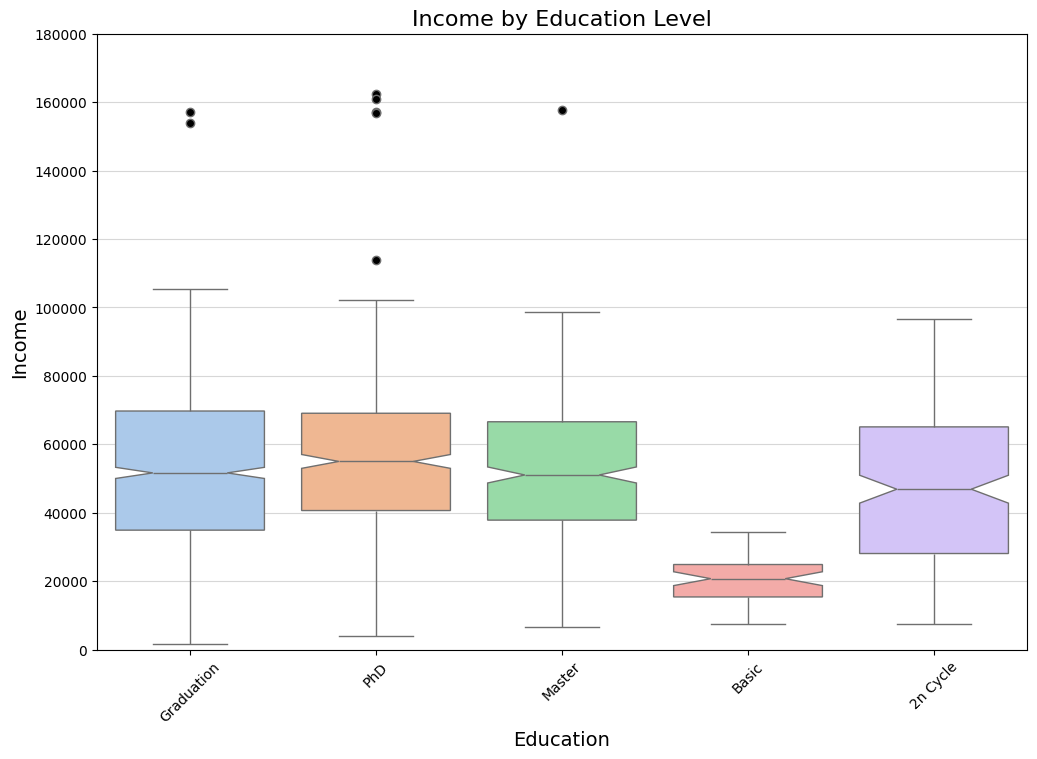 Income by Education Level
Income
180000
160000
140000
120000
100000
80000
60000
40000
20000
0
Graduation
PhD
Master
Basic
2n Cycle
Education